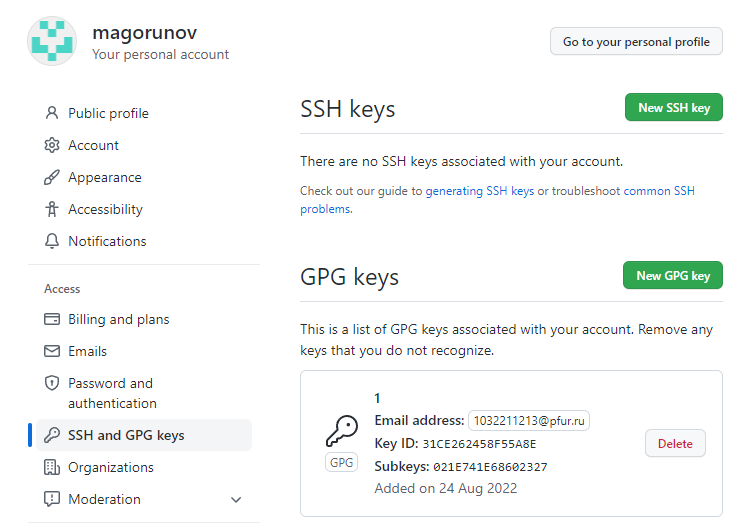 magorunov
Your personal account
Go to your personal profile
Public profile
Account
Appearance
Accessibility
Notifications
Access
Billing and plans
Emails
Password and
authentication
SSH and GPG keys
Organizations
Moderation
SSH keys
New SSH key
There are no SSH keys associated with your account.
Check out our guide to generating SSH keys or troubleshoot common SSH
problems.
GPG keys
New GPG key
This is a list of GPG keys associated with your account. Remove any
keys that you do not recognize.
GPG
1
Email address: 1032211213@pfur.ru
Key ID: 31CE262458F55A8E
Subkeys: 021E741E68602327
Added on 24 Aug 2022
Delete